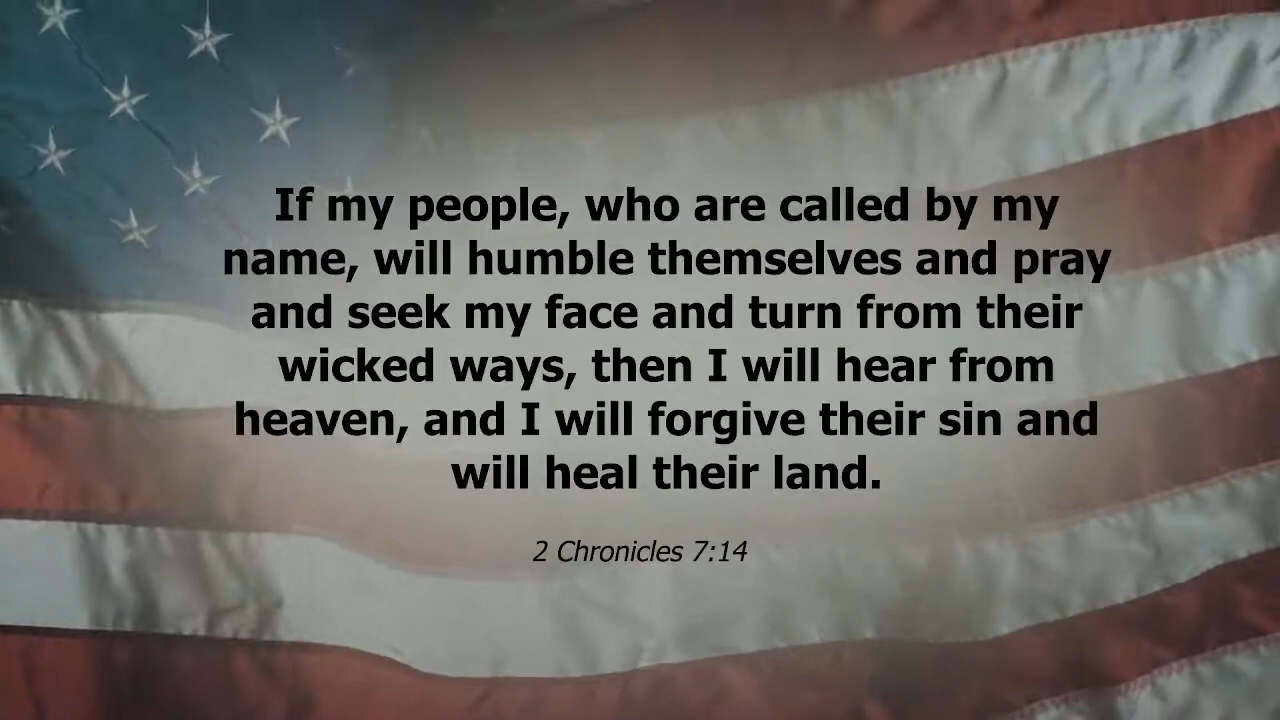 If my people, who are called by my
name, will humble themselves and pray
and seek my face and turn from their
wicked ways, then I will hear from
heaven, and I will forgive their sin and
will heal their land.
2 Chronicles 7:14